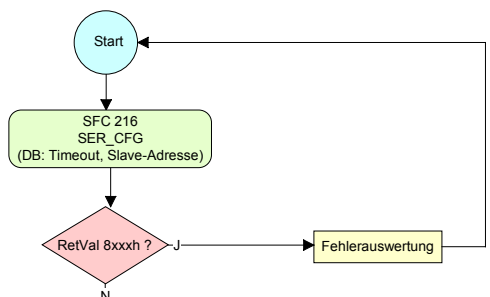 Start
SFC 216
SER_CFG
(DB: Timeout, Slave-Adresse)
RetVal 8xxxh ?
J
Fehlerauswertung
N